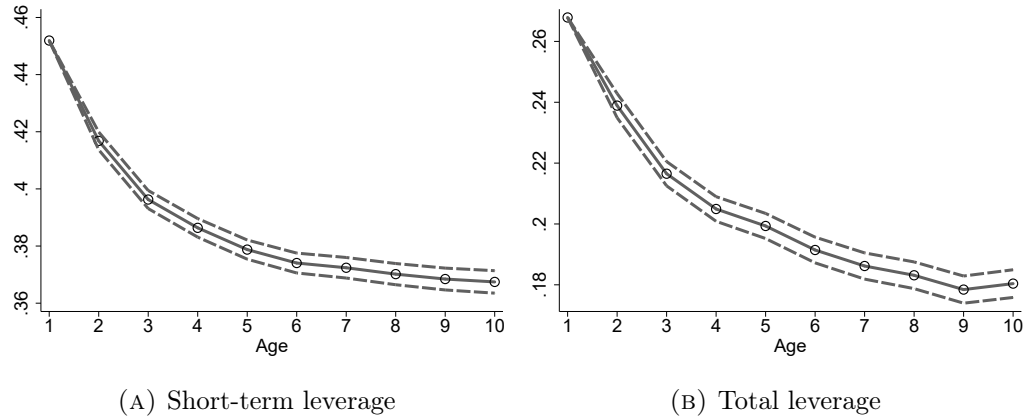 .46
.44
.42
.4
.38
.36
1 2 3 4 5 6 7 8 9 10
Age
(A) Short-term leverage
.26
.24
.22
.2
.18
1 2 3 4 5 6 7 8 9 10
Age
(B) Total leverage